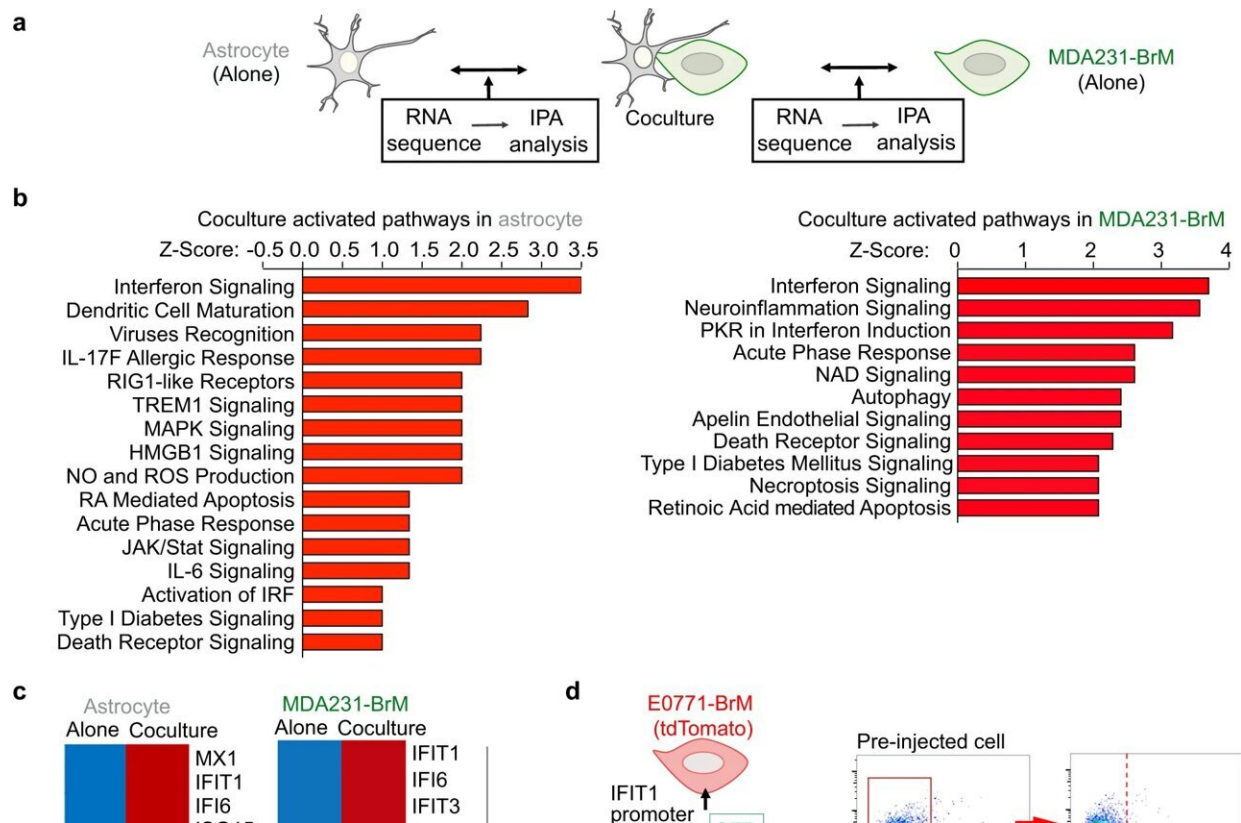 a
Astrocyte
(Alone)
RNA
sequence
IPA
analysis
Coculture
RNA
sequence
IPA
analysis
MDA231-BrM
(Alone)
b
Coculture activated pathways in astrocyte
Z-Score: -0.5 0.0 0.5 1.0 1.5 2.0 2.5 3.0 3.5
Interferon Signaling
Dendritic Cell Maturation
Viruses Recognition
IL-17F Allergic Response
RIG1-like Receptors
TREM1 Signaling
MAPK Signaling
HMGB1 Signaling
NO and ROS Production
RA Mediated Apoptosis
Acute Phase Response
JAK/Stat Signaling
IL-6 Signaling
Activation of IRF
Type I Diabetes Signaling
Death Receptor Signaling
Coculture activated pathways in MDA231-BrM
Z-Score: 0 1 2 3 4
Interferon Signaling
Neuroinflammation Signaling
PKR in Interferon Induction
Acute Phase Response
NAD Signaling
Autophagy
Apelin Endothelial Signaling
Death Receptor Signaling
Type I Diabetes Mellitus Signaling
Necroptosis Signaling
Retinoic Acid mediated Apoptosis
c
Astrocyte
Alone Coculture
MX1
IFIT1
IFI6
MDA231-BrM
Alone Coculture
IFIT1
IFI6
IFIT3
d
E0771-BrM
(tdTomato)
IFIT1
promoter
Pre-injected cell